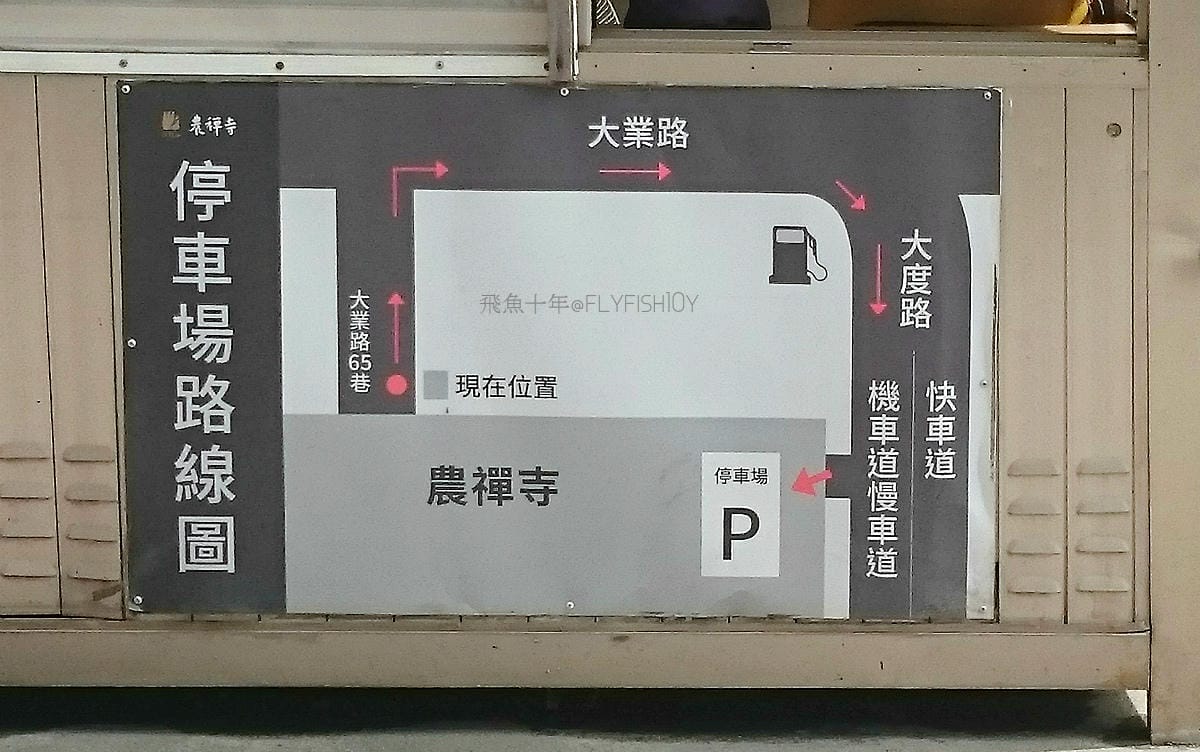 農禪寺
停車場路線圖
大業路
大業路65巷
現在位置
飛魚十年@FLYFISH10Y
大度路
快車道
機車道慢車道
農禪寺
停車場
P